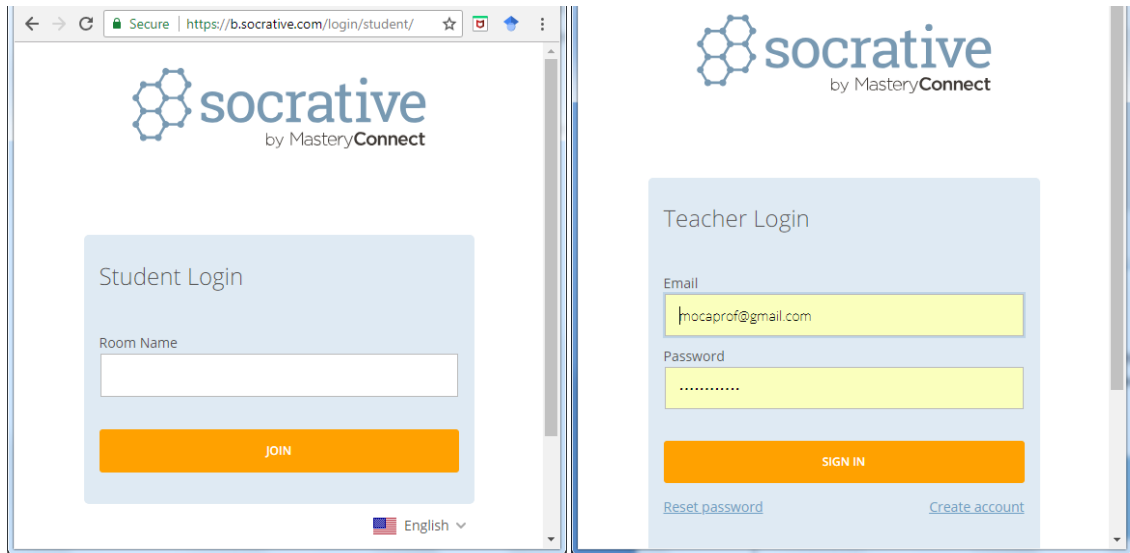 Secure | https://b.socrative.com/login/student/
socrative
by MasteryConnect
Student Login
Room Name
JOIN
English
socrative
by MasteryConnect
Teacher Login
Email
mocaprof@gmail.com
Password
............
SIGN IN
Reset password Create account